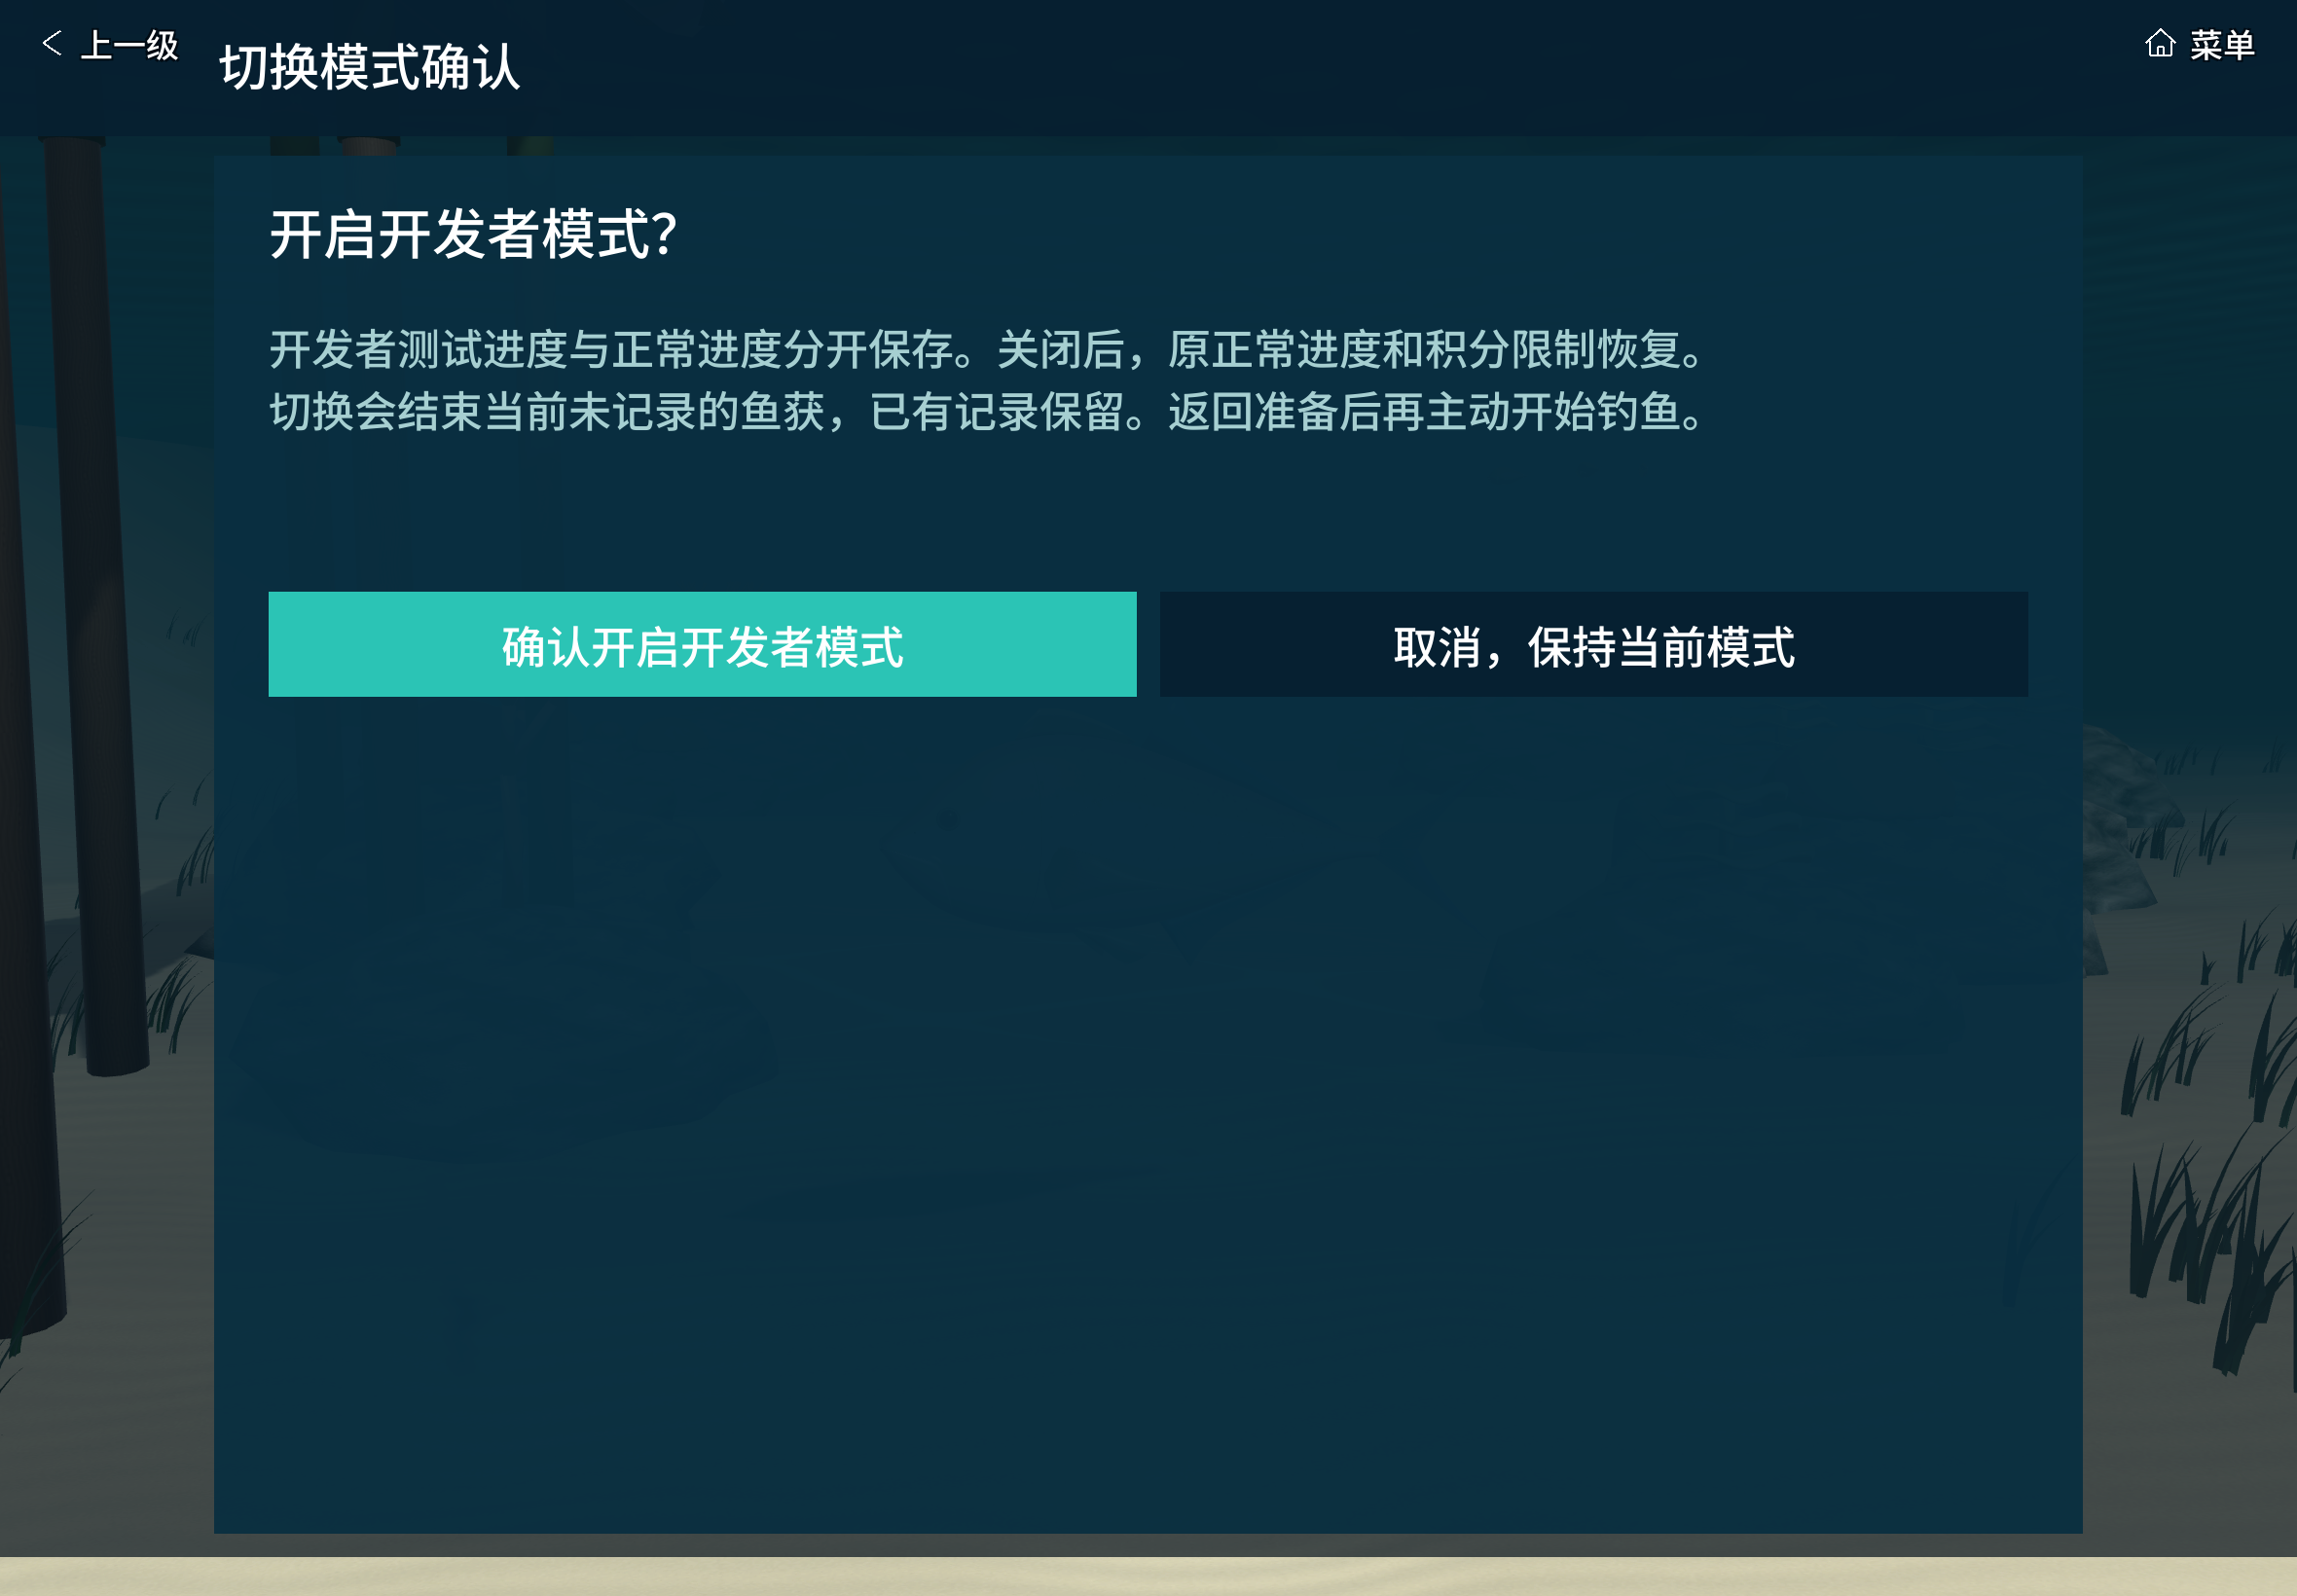 上一级
切换模式确认
菜单
开启开发者模式？
开发者测试进度与正常进度分开保存。关闭后，原正常进度和积分限制恢复。
切换会结束当前未记录的鱼获，已有记录保留。返回准备后再主动开始钓鱼。
确认开启开发者模式
取消，保持当前模式